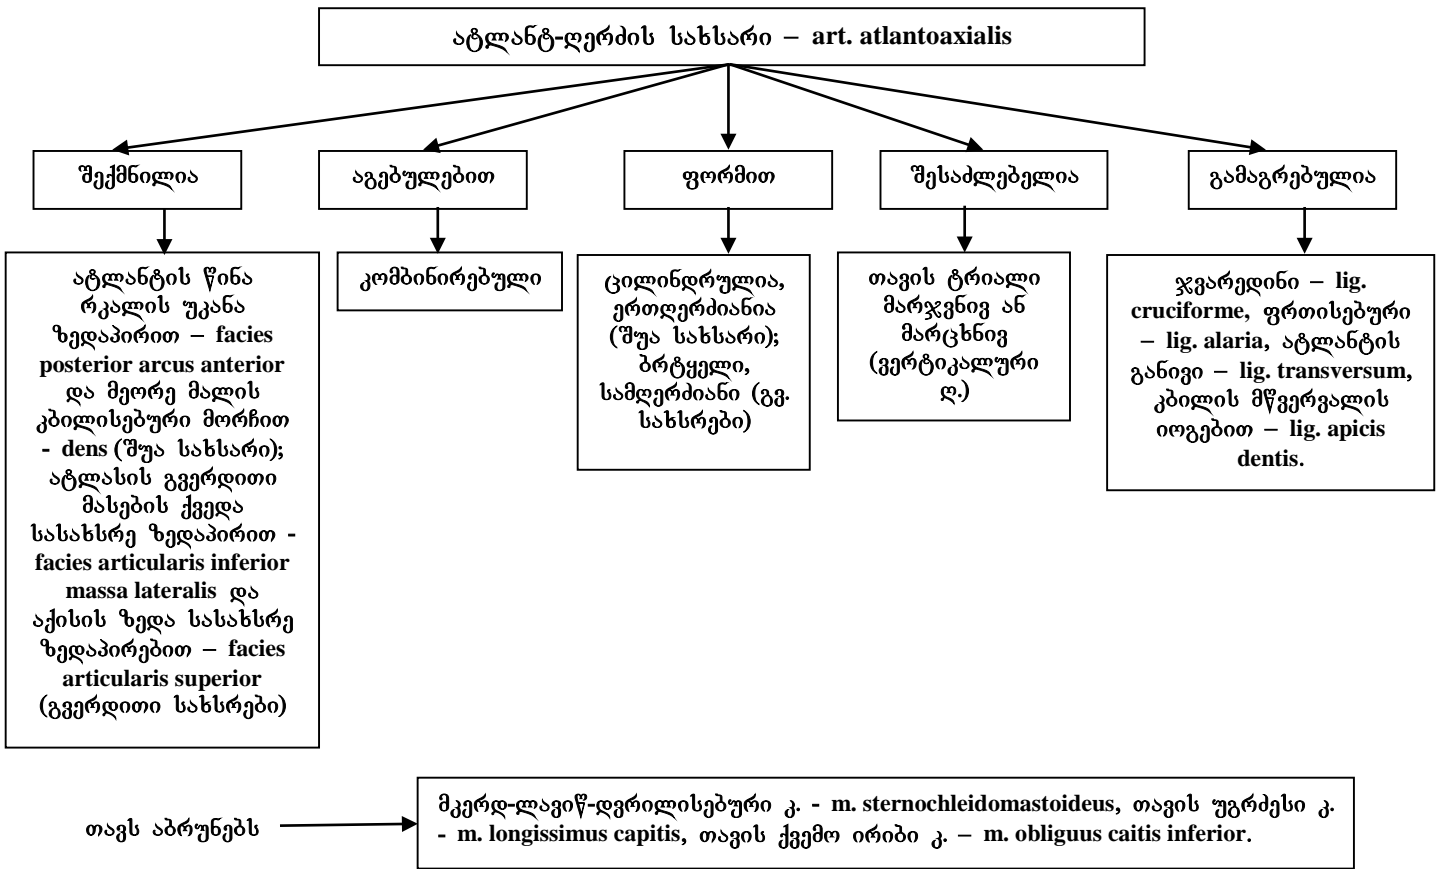 ატლანტ-ღერძის სახსარი – art. atlantoaxialis
შექმნილია
აგებულებით
ფორმით
შესაძლებელია
გამაგრებულია
ატლანტის წინა
რკალის უკანა
ზედაპირით – facies
posterior arcus anterior
და მეორე მალის
კბილისებური მორჩით
- dens (შუა სახსარი);
ატლასის გვერდითი
მასების ქვედა
სასახსრე ზედაპირით -
facies articularis inferior
massa lateralis და
აქისის ზედა სასახსრე
ზედაპირებით – facies
articularis superior
(გვერდითი სახსრები)
კომბინირებული
ცილინდრულია,
ერთღერძიანია
(შუა სახსარი);
ბრტყელი,
სამღერძიანი (გვ.
სახსრები)
თავის ტრიალი
მარჯვნივ ან
მარცხნივ
(ვერტიკალური
ღ.)
ჯვარედინი – lig.
cruciforme, ფრთისებური
– lig. alaria, ატლანტის
განივი – lig. transversum,
კბილის მწვერვალის
იოგებით – lig. apicis
dentis.
თავს აბრუნებს
მკერდ-ლავიწ-დვრილისებური კ. - m. sternochleidomastoideus, თავის უგრძესი კ.
- m. longissimus capitis, თავის ქვემო ირიბი კ. – m. obliguus caitis inferior.